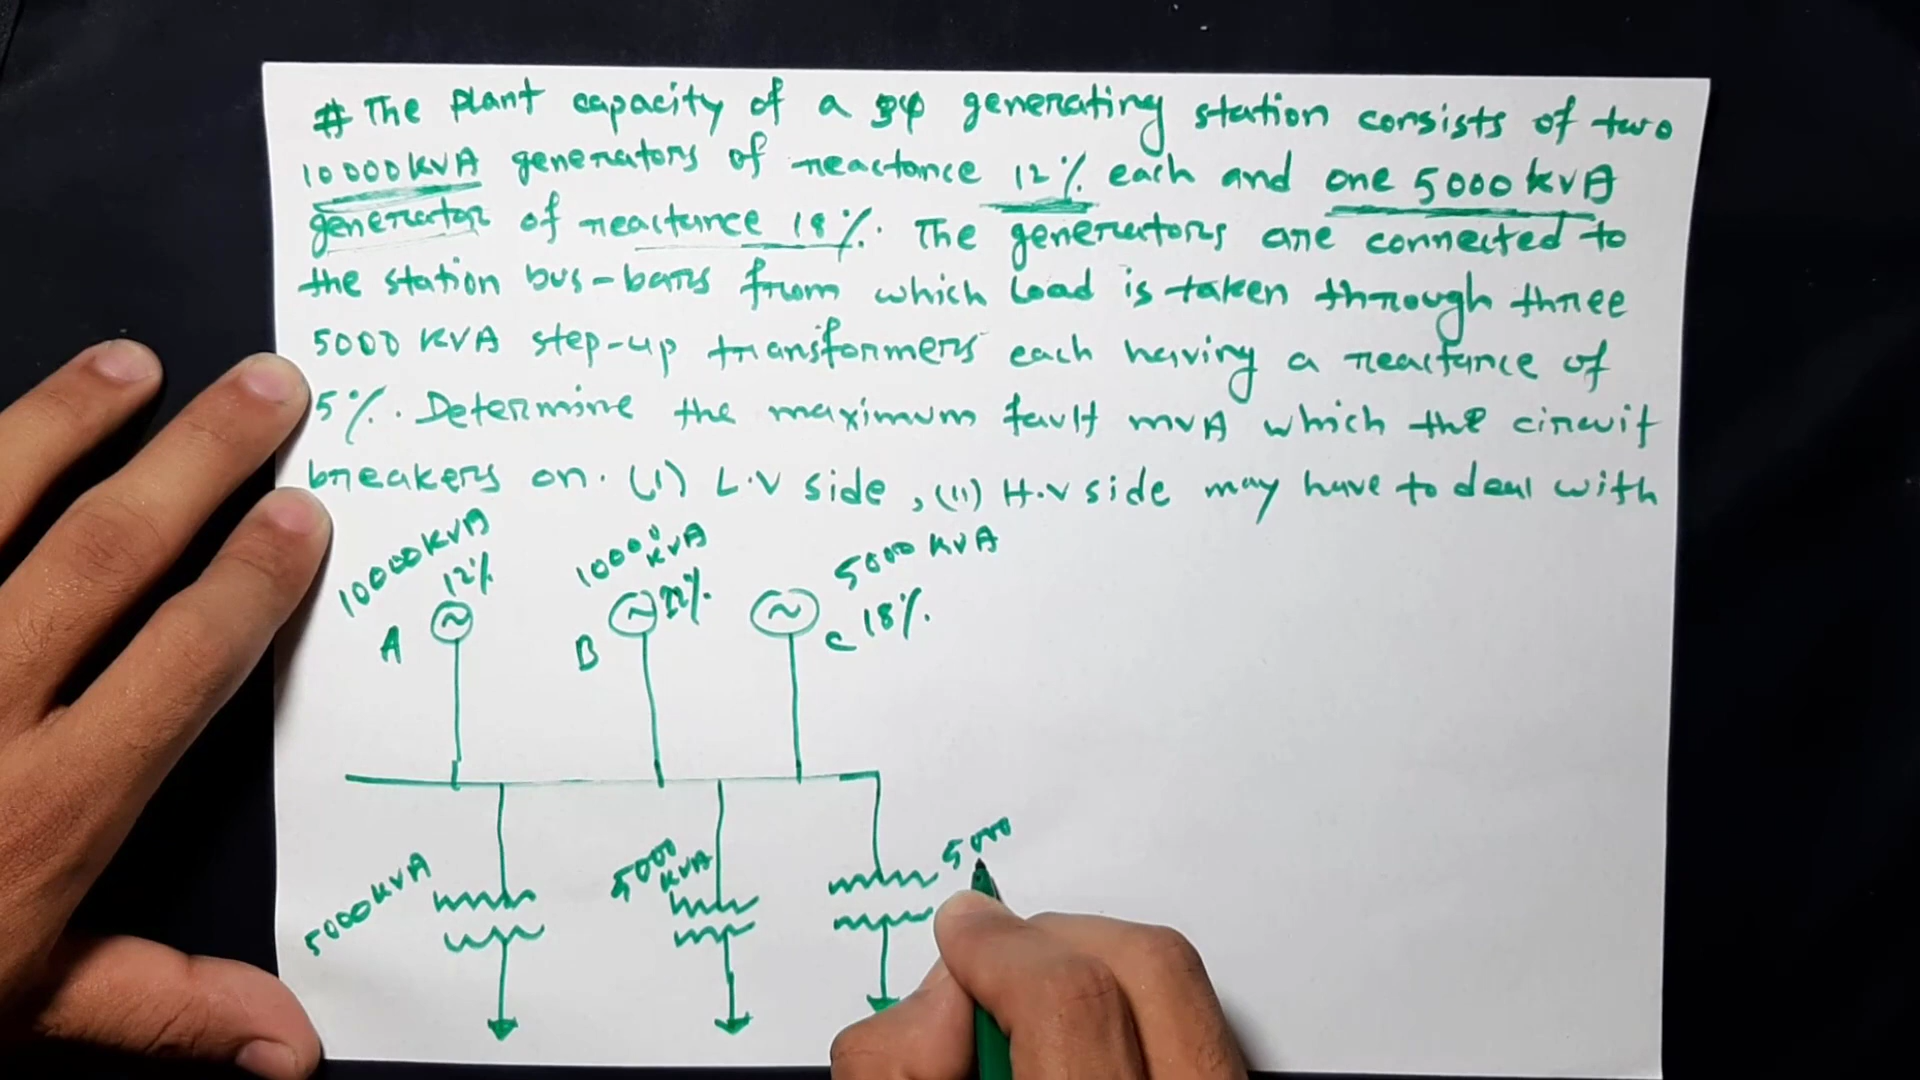 # The plant capacity of a 3φ generating station consists of two
10000 kVA generators of reactance 12% each and one 5000 kVA
generator of reactance 18%. The generators are connected to
the station bus-bars from which load is taken through three
5000 KVA step-up transformers each having a reactance of
5%. Determine the maximum fault mvA which the circuit
breakers on. (i) L.V side, (ii) H.V side may have to deal with
10000 KVA
12%
A
10000
KVA
12%
B
5000 KVA
18%
C
5000 KVA
5000
KVA
5000